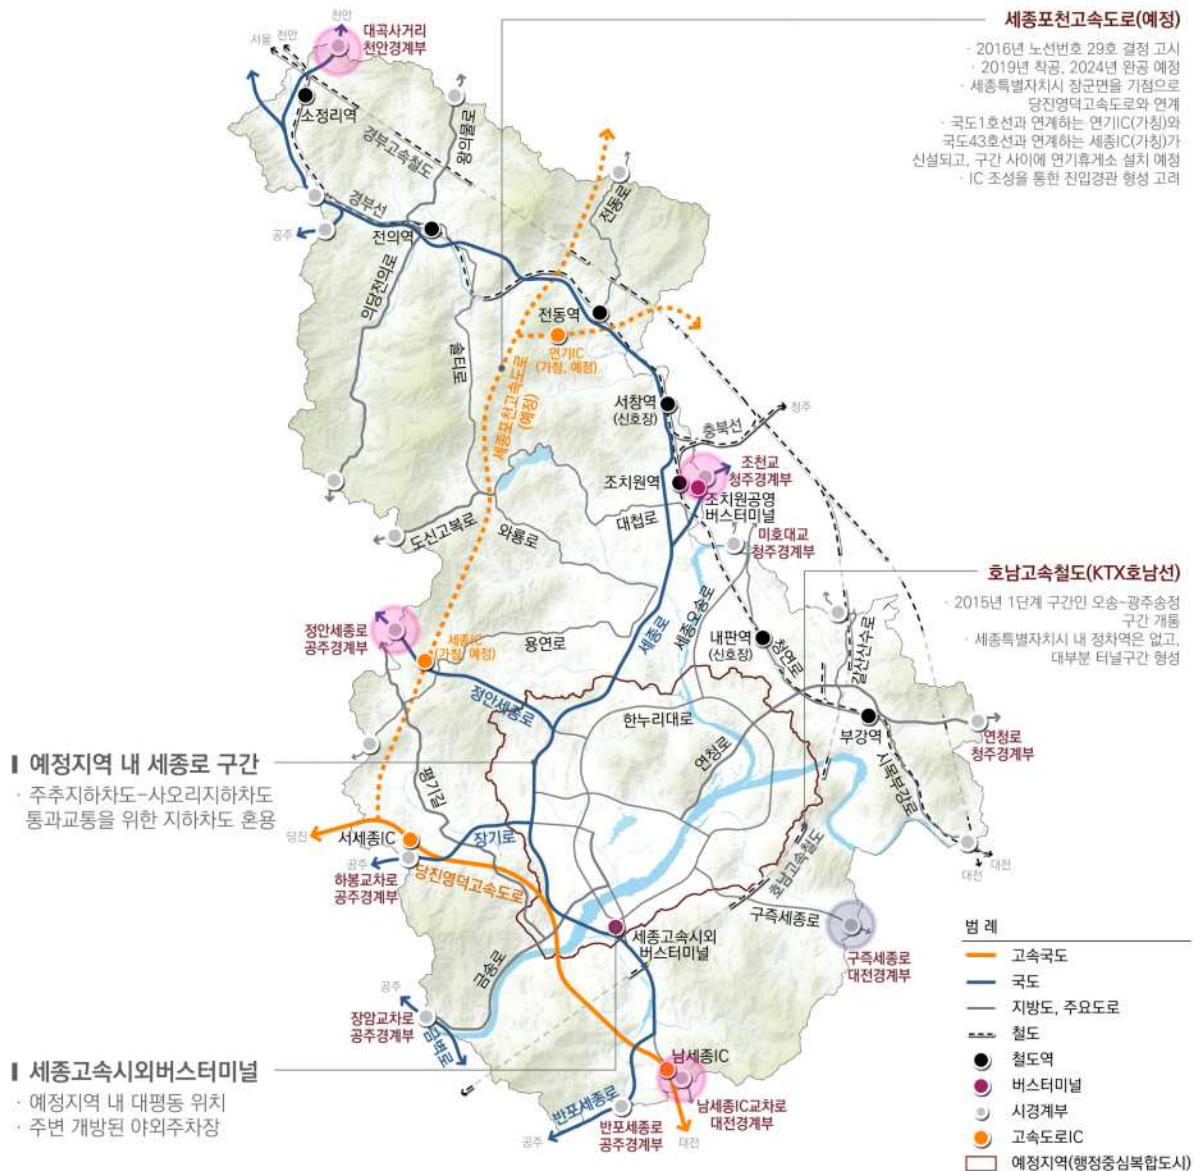 세종포천고속도로(예정)
· 2016년 노선번호 29호 결정 고시
· 2019년 착공, 2024년 완공 예정
· 세종특별자치시 장군면을 기점으로
당진영덕고속도로와 연계
· 국도1호선과 연계하는 연기IC(가칭)와
국도43호선과 연계하는 세종IC(가칭)가
신설되고, 구간 사이에 연기휴게소 설치 예정
· IC 조성을 통한 진입경관 형성 고려
천안
대곡사거리
천안경계부
서울
천안
소정리역
경부고속철도
왕의물로
전동로
경부선
공주
전의역
의당전의로
솔티로
전동역
연기IC
(가칭, 예정)
세종포천고속도로
(예정)
서창역
(신호장)
충북선
청주
조천교
청주경계부
조치원역
조치원공영
버스터미널
대첩로
도신고복로
와룡로
미호대교
청주경계부
호남고속철도(KTX호남선)
· 2015년 1단계 구간인 오송~광주송정
구간 개통
· 세종특별자치시 내 정차역은 없고,
대부분 터널구간 형성
정안세종로
공주경계부
세종IC
(가칭, 예정)
용연로
세종로
세종오송로
내판역
(신호장)
청연로
갈산산수로
정안세종로
한누리대로
연청로
부강역
연청로
청주경계부
시목부강로
예정지역 내 세종로 구간
· 주추지하차도-사오리지하차도
통과교통을 위한 지하차도 혼용
평기길
당진
서세종IC
장기로
공주
하봉교차로
공주경계부
당진영덕고속도로
호남고속철도
대전
대전
구즉세종로
구즉세종로
대전경계부
세종고속시외
버스터미널
금송로
공주
장암교차로
공주경계부
금벽로
세종고속시외버스터미널
· 예정지역 내 대평동 위치
· 주변 개방된 야외주차장
남세종IC
남세종IC교차로
대전경계부
반포세종로
반포세종로
공주경계부
공주
대전
범 례
고속국도
국도
지방도, 주요도로
철도
철도역
버스터미널
시경계부
고속도로IC
예정지역(행정중심복합도시)